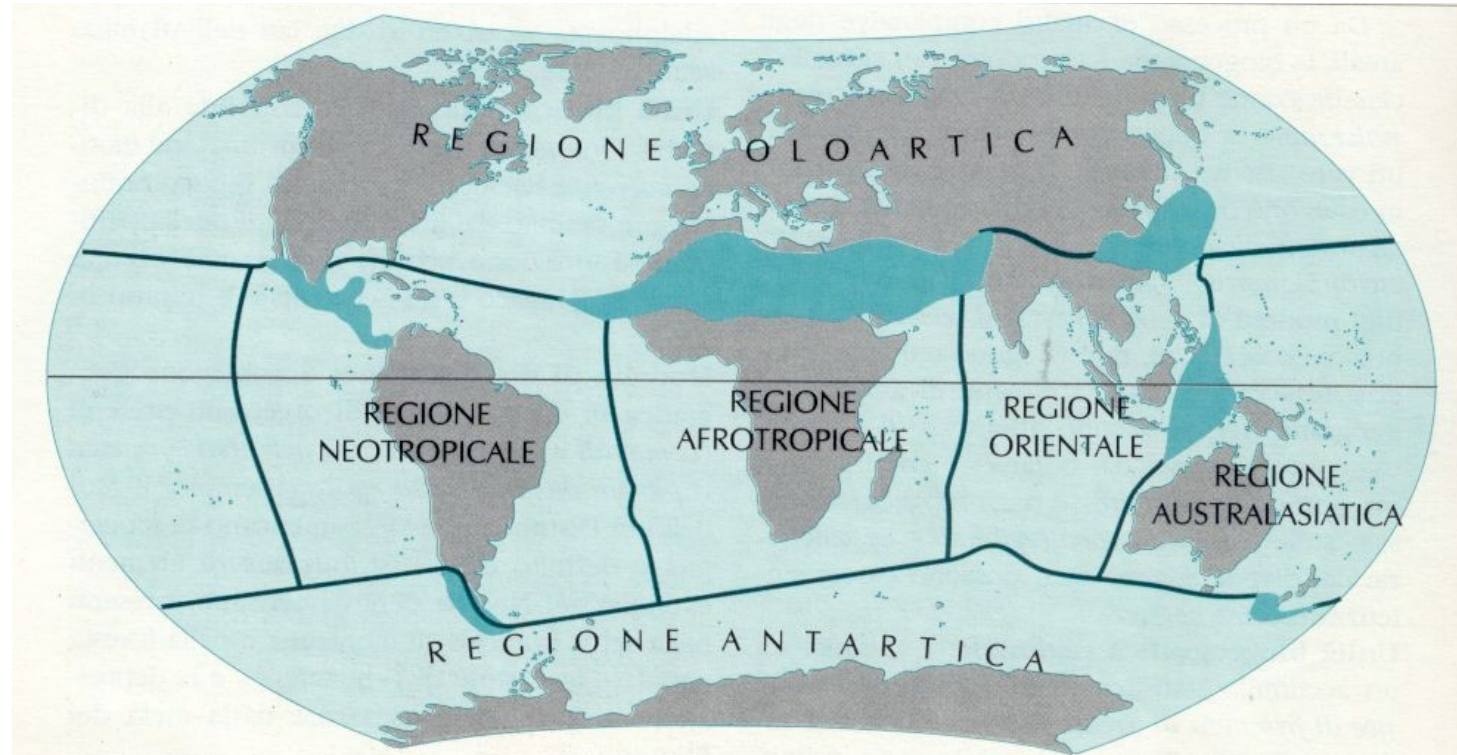 REGIONE OLOARTICA
REGIONE
NEOTROPICALE
REGIONE
AFROTROPICALE
REGIONE
ORIENTALE
REGIONE
AUSTRALASIATICA
REGIONE ANTARTICA